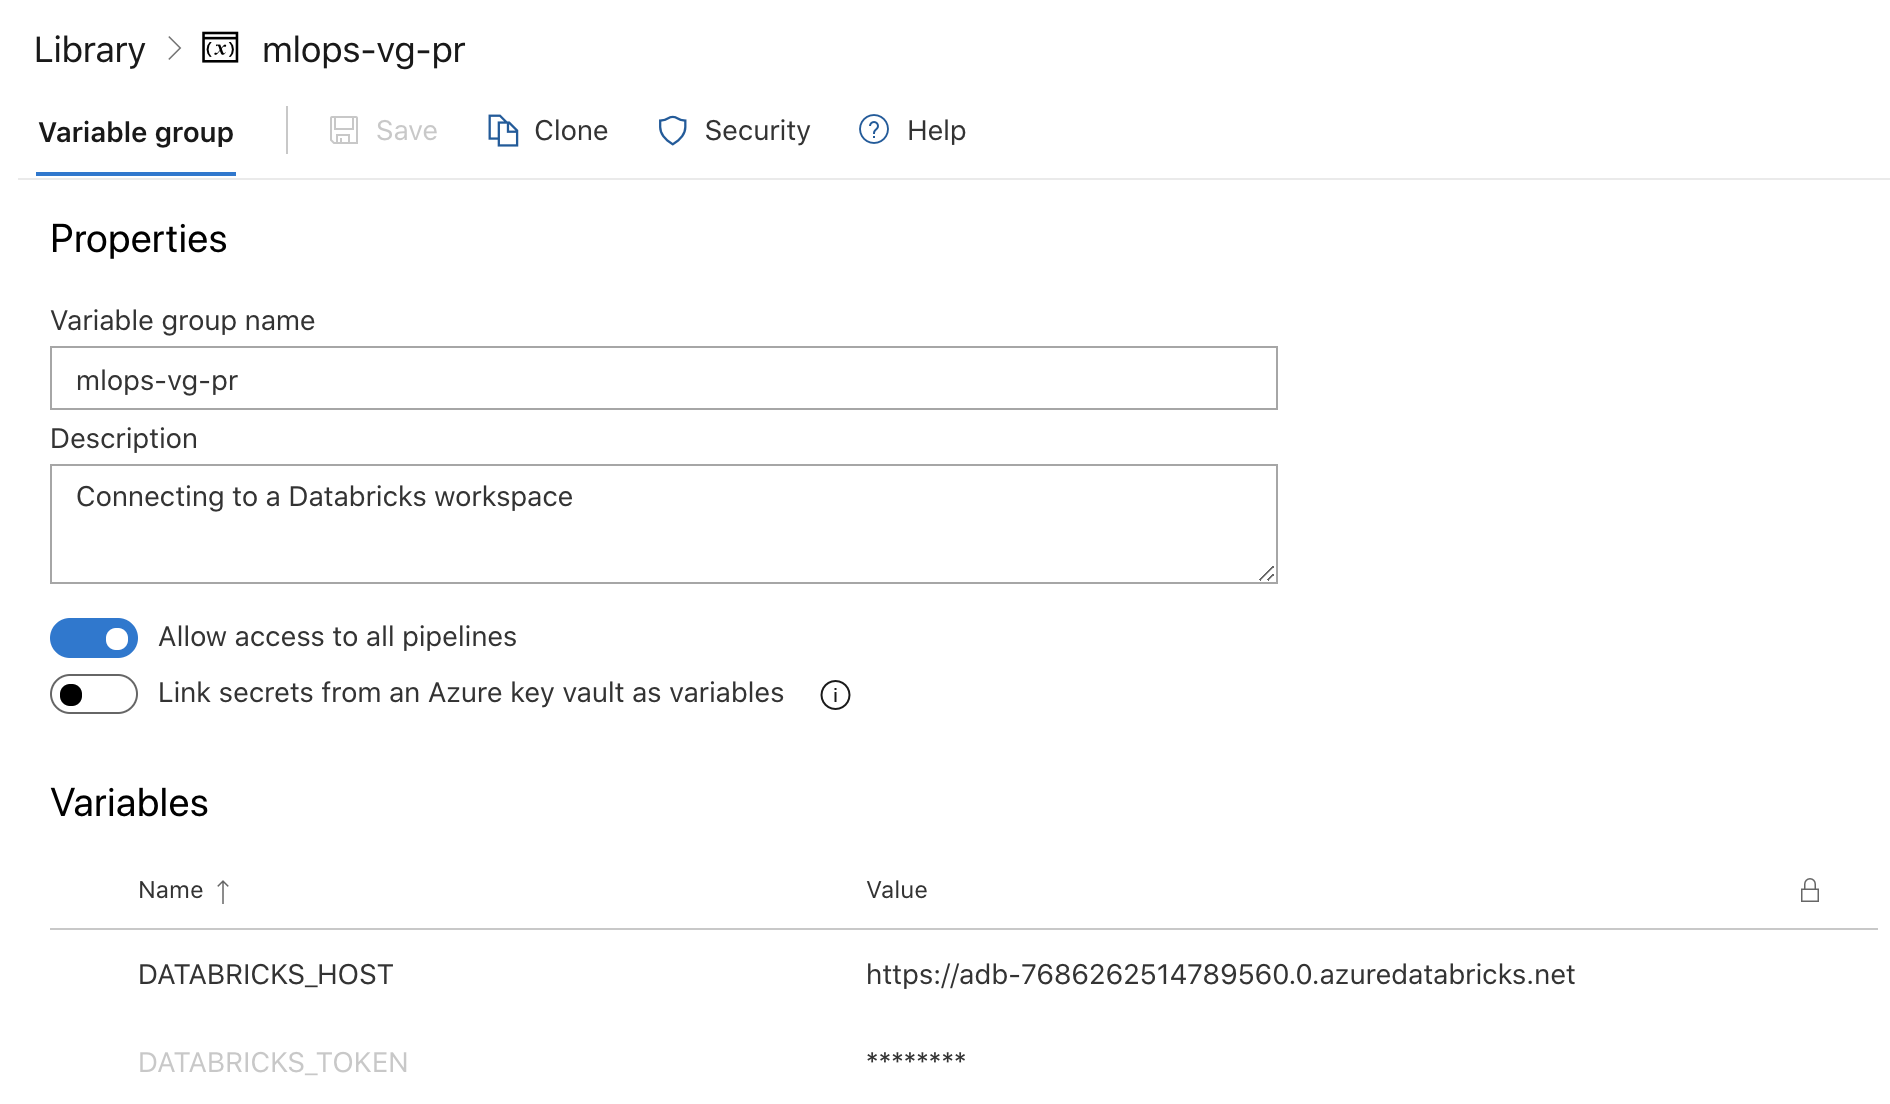 Library > (x) mlops-vg-pr
Variable group Save Clone Security ? Help
Properties
Variable group name
mlops-vg-pr
Description
Connecting to a Databricks workspace
Allow access to all pipelines
Link secrets from an Azure key vault as variables i
Variables
Name ↑ Value
DATABRICKS_HOST https://adb-7686262514789560.0.azuredatabricks.net
DATABRICKS_TOKEN ********